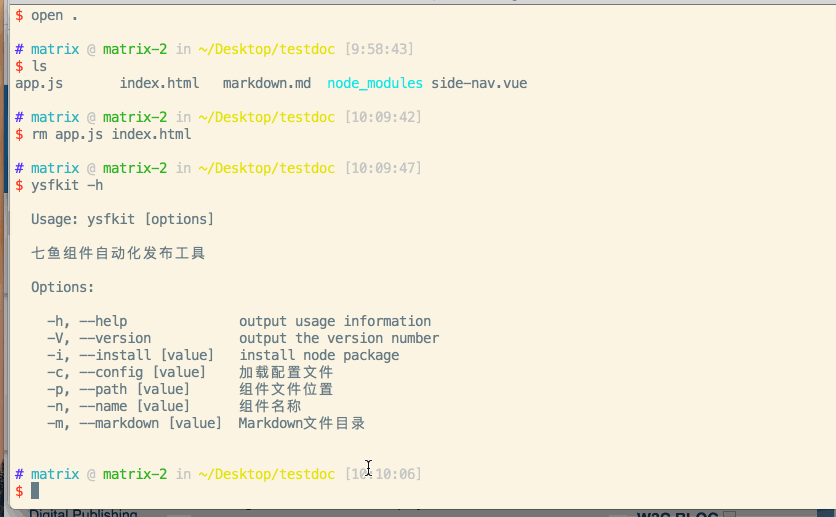 $ open .
# matrix @ matrix-2 in ~/Desktop/testdoc [9:58:43]
$ ls
app.js index.html markdown.md node_modules side-nav.vue
# matrix @ matrix-2 in ~/Desktop/testdoc [10:09:42]
$ rm app.js index.html
# matrix @ matrix-2 in ~/Desktop/testdoc [10:09:47]
$ ysfkit -h
Usage: ysfkit [options]
七鱼组件自动化发布工具
Options:
-h, --help output usage information
-V, --version output the version number
-i, --install [value] install node package
-c, --config [value] 加载配置文件
-p, --path [value] 组件文件位置
-n, --name [value] 组件名称
-m, --markdown [value] Markdown文件目录
# matrix @ matrix-2 in ~/Desktop/testdoc [10:10:06]
$
Digital Publishing W3C BLOG